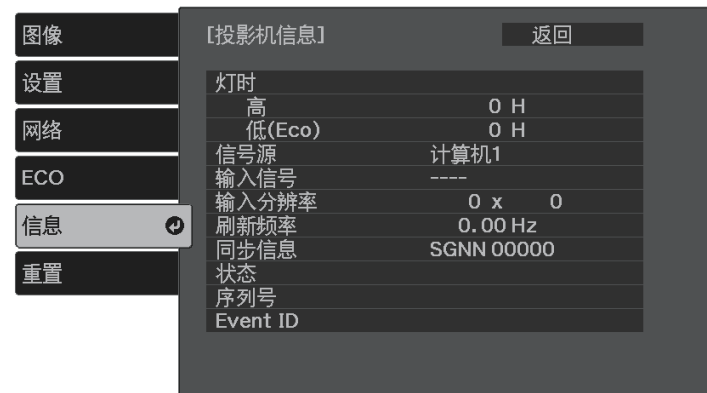 图像
设置
网络
ECO
信息
重置
[投影机信息] 返回
灯时
高 0 H
低(Eco) 0 H
信号源 计算机1
输入信号 ----
输入分辨率 0 x 0
刷新频率 0.00 Hz
同步信息 SGNN 00000
状态
序列号
Event ID